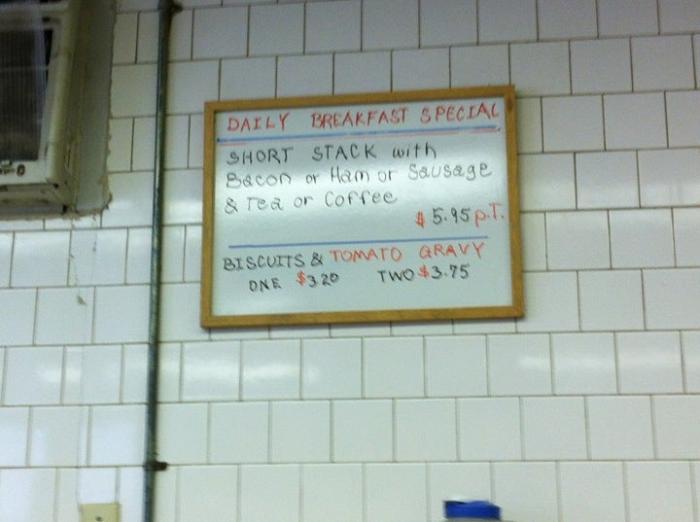 DAILY BREAKFAST SPECIAL
SHORT STACK with
Bacon or Ham or Sausage
& Tea or Coffee
$5.95 p.T.
BISCUITS & TOMATO GRAVY
ONE $3.20 TWO $3.75